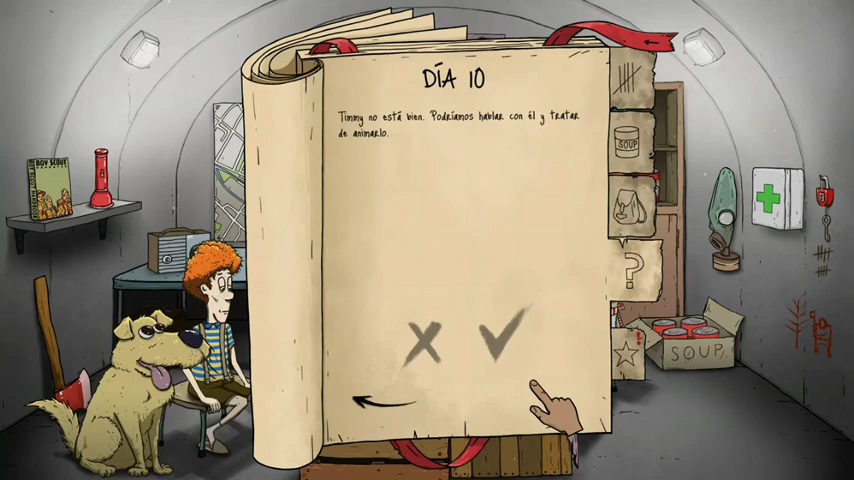 DÍA 10
Timmy no está bien. Podríamos hablar con él y tratar
de animarlo.
BOY SCOUT
SOUP
?
SOUP